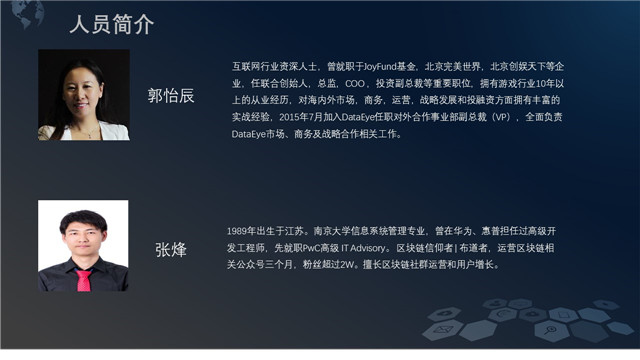 人员简介
郭怡辰
互联网行业资深人士，曾就职于JoyFund基金，北京完美世界，北京创娱天下等企
业，任联合创始人，总监，COO，投资副总裁等重要职位，拥有游戏行业10年以
上的从业经历，对海内外市场，商务，运营，战略发展和投融资方面拥有丰富的
实战经验，2015年7月加入DataEye任职对外合作事业部副总裁（VP），全面负责
DataEye市场、商务及战略合作相关工作。
张烽
1989年出生于江苏。南京大学信息系统管理专业，曾在华为、惠普担任过高级开
发工程师，先就职PwC高级 IT Advisory。 区块链信仰者 | 布道者，运营区块链相
关公众号三个月，粉丝超过2W。擅长区块链社群运营和用户增长。